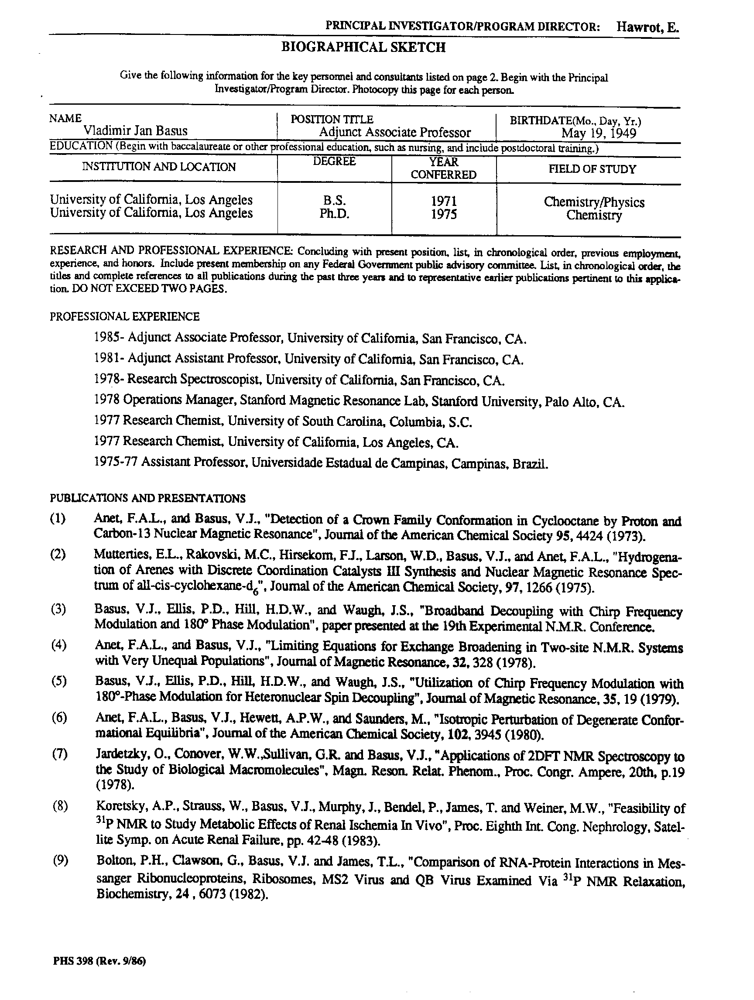 PRINCIPAL INVESTIGATOR/PROGRAM DIRECTOR: Hawrot, E.
BIOGRAPHICAL SKETCH
Give the following information for the key personnel and consultants listed on page 2. Begin with the Principal
Investigator/Program Director. Photocopy this page for each person.
NAME
Vladimir Jan Basus
POSITION TITLE
Adjunct Associate Professor
BIRTHDATE(Mo., Day, Yr.)
May 19, 1949
EDUCATION (Begin with baccalaureate or other professional education, such as nursing, and include postdoctoral training.)
INSTITUTION AND LOCATION
DEGREE
YEAR
CONFERRED
FIELD OF STUDY
University of California, Los Angeles B.S. 1971 Chemistry/Physics
University of California, Los Angeles Ph.D. 1975 Chemistry
RESEARCH AND PROFESSIONAL EXPERIENCE: Concluding with present position, list, in chronological order, previous employment,
experience, and honors. Include present membership on any Federal Government public advisory committee. List, in chronological order, the
titles and complete references to all publications during the past three years and to representative earlier publications pertinent to this applica-
tion. DO NOT EXCEED TWO PAGES.
PROFESSIONAL EXPERIENCE
1985- Adjunct Associate Professor, University of California, San Francisco, CA.
1981- Adjunct Assistant Professor, University of California, San Francisco, CA.
1978- Research Spectroscopist, University of California, San Francisco, CA.
1978 Operations Manager, Stanford Magnetic Resonance Lab, Stanford University, Palo Alto, CA.
1977 Research Chemist, University of South Carolina, Columbia, S.C.
1977 Research Chemist, University of California, Los Angeles, CA.
1975-77 Assistant Professor, Universidade Estadual de Campinas, Campinas, Brazil.
PUBLICATIONS AND PRESENTATIONS
(1) Anet, F.A.L., and Basus, V.J., "Detection of a Crown Family Conformation in Cyclooctane by Proton and
Carbon-13 Nuclear Magnetic Resonance", Journal of the American Chemical Society 95, 4424 (1973).
(2) Mutterties, E.L., Rakovski, M.C., Hirsekorn, F.J., Larson, W.D., Basus, V.J., and Anet, F.A.L., "Hydrogena-
tion of Arenes with Discrete Coordination Catalysts III Synthesis and Nuclear Magnetic Resonance Spec-
trum of all-cis-cyclohexane-d6", Journal of the American Chemical Society, 97, 1266 (1975).
(3) Basus, V.J., Ellis, P.D., Hill, H.D.W., and Waugh, J.S., "Broadband Decoupling with Chirp Frequency
Modulation and 180º Phase Modulation", paper presented at the 19th Experimental N.M.R. Conference.
(4) Anet, F.A.L., and Basus, V.J., "Limiting Equations for Exchange Broadening in Two-site N.M.R. Systems
with Very Unequal Populations", Journal of Magnetic Resonance, 32, 328 (1978).
(5) Basus, V.J., Ellis, P.D., Hill, H.D.W., and Waugh, J.S., "Utilization of Chirp Frequency Modulation with
180º-Phase Modulation for Heteronuclear Spin Decoupling", Journal of Magnetic Resonance, 35, 19 (1979).
(6) Anet, F.A.L., Basus, V.J., Hewett, A.P.W., and Saunders, M., "Isotropic Perturbation of Degenerate Confor-
mational Equilibria", Journal of the American Chemical Society, 102, 3945 (1980).
(7) Jardetzky, O., Conover, W.W.,Sullivan, G.R. and Basus, V.J., "Applications of 2DFT NMR Spectroscopy to
the Study of Biological Macromolecules", Magn. Reson. Relat. Phenom., Proc. Congr. Ampere, 20th, p.19
(1978).
(8) Koretsky, A.P., Strauss, W., Basus, V.J., Murphy, J., Bendel, P., James, T. and Weiner, M.W., "Feasibility of
31P NMR to Study Metabolic Effects of Renal Ischemia In Vivo", Proc. Eighth Int. Cong. Nephrology, Satel-
lite Symp. on Acute Renal Failure, pp. 42-48 (1983).
(9) Bolton, P.H., Clawson, G., Basus, V.J. and James, T.L., "Comparison of RNA-Protein Interactions in Mes-
sanger Ribonucleoproteins, Ribosomes, MS2 Virus and QB Virus Examined Via 31P NMR Relaxation,
Biochemistry, 24 , 6073 (1982).
PHS 398 (Rev. 9/86)